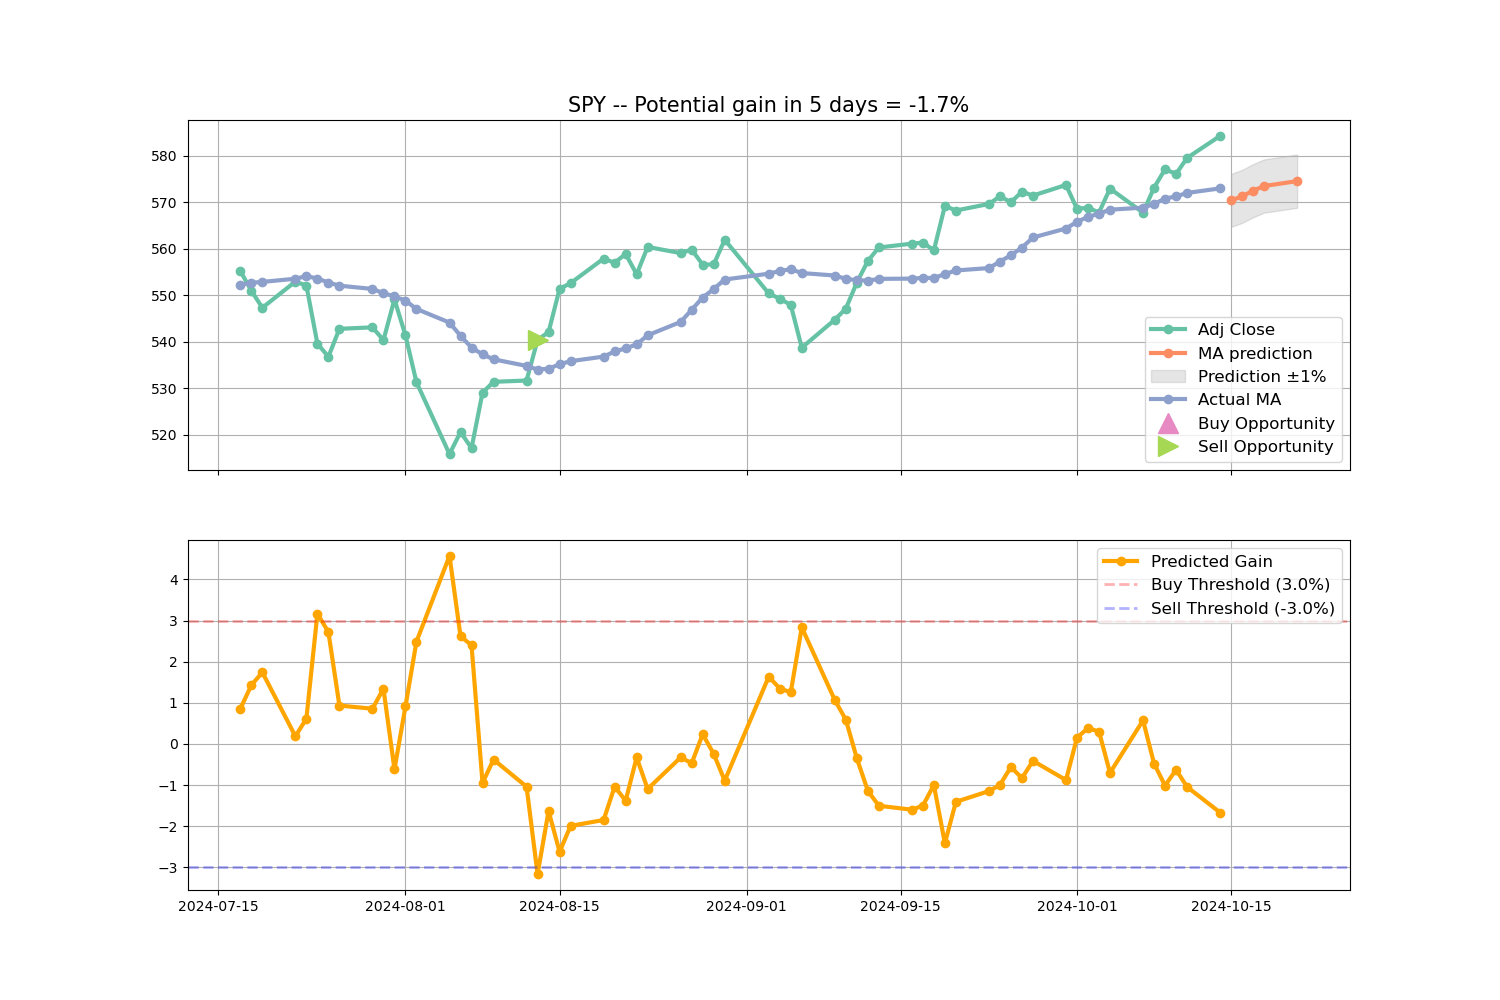 SPY -- Potential gain in 5 days = -1.7%
580
570
560
550
540
530
520
Adj Close
MA prediction
Prediction ±1%
Actual MA
Buy Opportunity
Sell Opportunity
4
3
2
1
0
−1
−2
−3
Predicted Gain
Buy Threshold (3.0%)
Sell Threshold (-3.0%)
2024-07-15
2024-08-01
2024-08-15
2024-09-01
2024-09-15
2024-10-01
2024-10-15